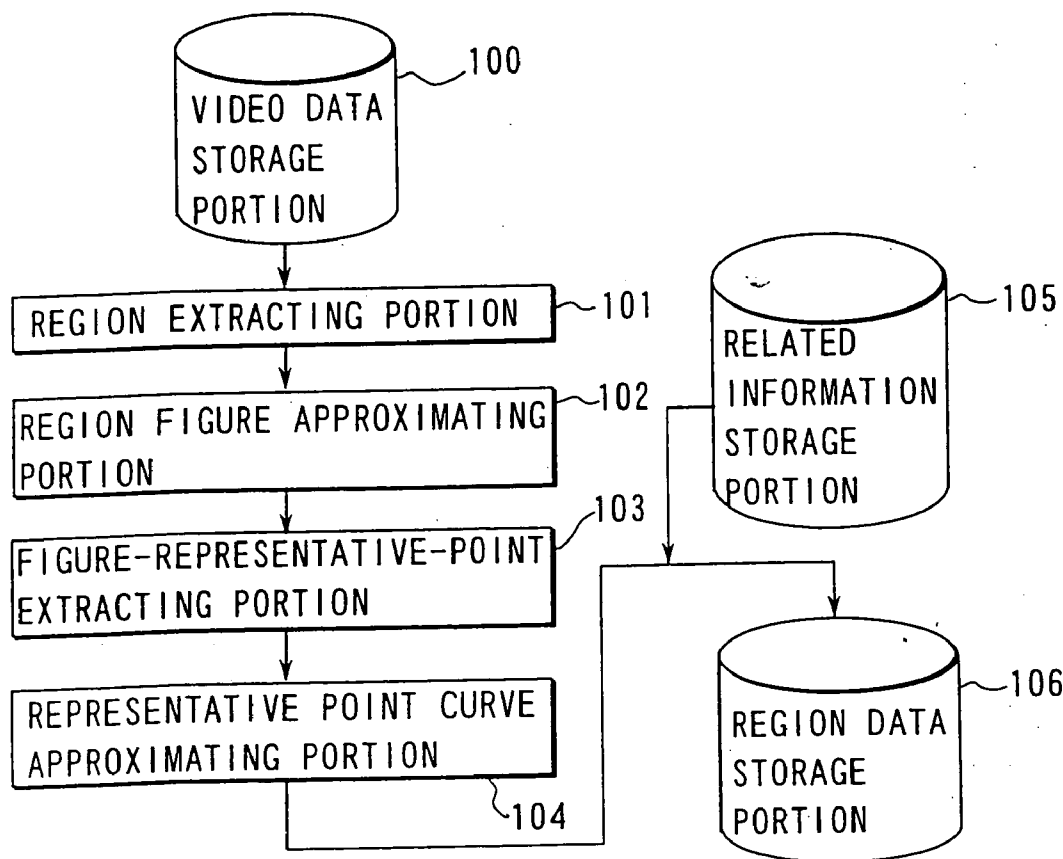 100
VIDEO DATA
STORAGE
PORTION
REGION EXTRACTING PORTION
101
REGION FIGURE APPROXIMATING
PORTION
102
FIGURE-REPRESENTATIVE-POINT
EXTRACTING PORTION
103
REPRESENTATIVE POINT CURVE
APPROXIMATING PORTION
104
105
RELATED
INFORMATION
STORAGE
PORTION
106
REGION DATA
STORAGE
PORTION